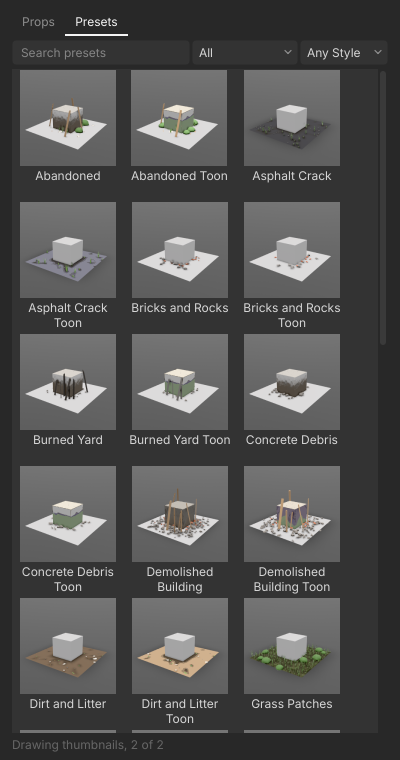 Props Presets
Search presets All Any Style
Abandoned Abandoned Toon Asphalt Crack
Asphalt Crack Bricks and Rocks Bricks and Rocks
Toon Toon
Burned Yard Burned Yard Toon Concrete Debris
Concrete Debris Demolished Demolished
Toon Building Building Toon
Dirt and Litter Dirt and Litter Grass Patches
Toon
Drawing thumbnails, 2 of 2